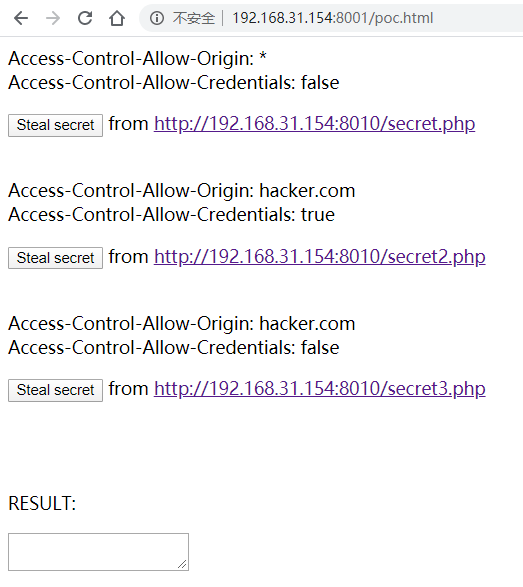 不安全 192.168.31.154:8001/poc.html
Access-Control-Allow-Origin: *
Access-Control-Allow-Credentials: false
Steal secret from http://192.168.31.154:8010/secret.php
Access-Control-Allow-Origin: hacker.com
Access-Control-Allow-Credentials: true
Steal secret from http://192.168.31.154:8010/secret2.php
Access-Control-Allow-Origin: hacker.com
Access-Control-Allow-Credentials: false
Steal secret from http://192.168.31.154:8010/secret3.php
RESULT: